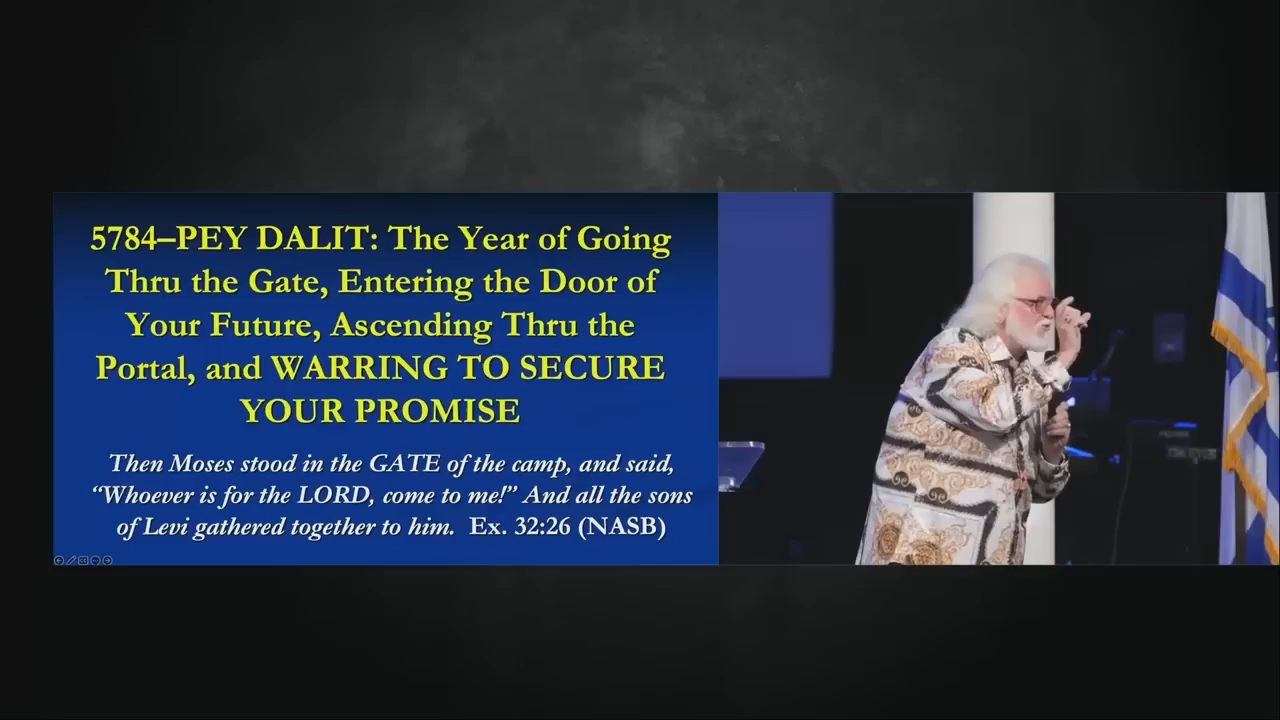 5784–PEY DALIT: The Year of Going
Thru the Gate, Entering the Door of
Your Future, Ascending Thru the
Portal, and WARRING TO SECURE
YOUR PROMISE
Then Moses stood in the GATE of the camp, and said,
“Whoever is for the LORD, come to me!” And all the sons
of Levi gathered together to him. Ex. 32:26 (NASB)